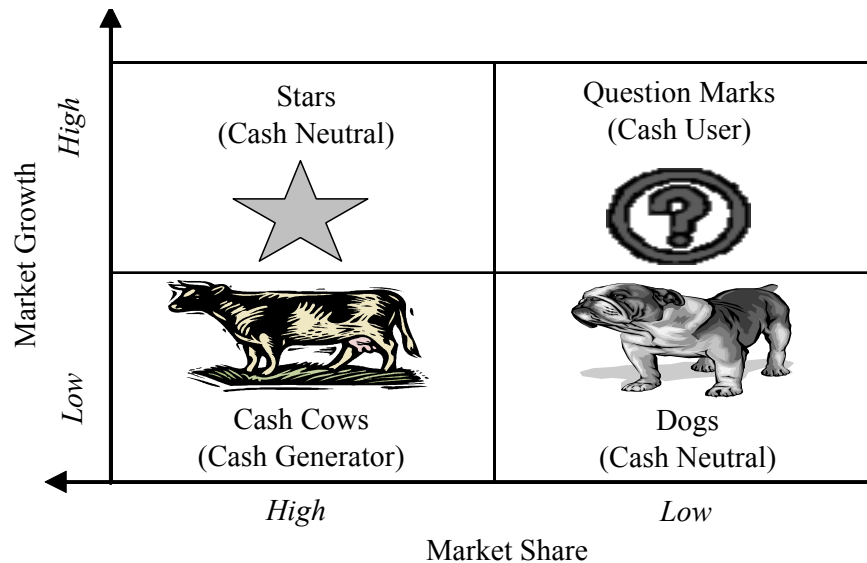 Stars
(Cash Neutral)
Question Marks
(Cash User)
?
Cash Cows
(Cash Generator)
Dogs
(Cash Neutral)
Market Growth
High
Low
High
Low
Market Share